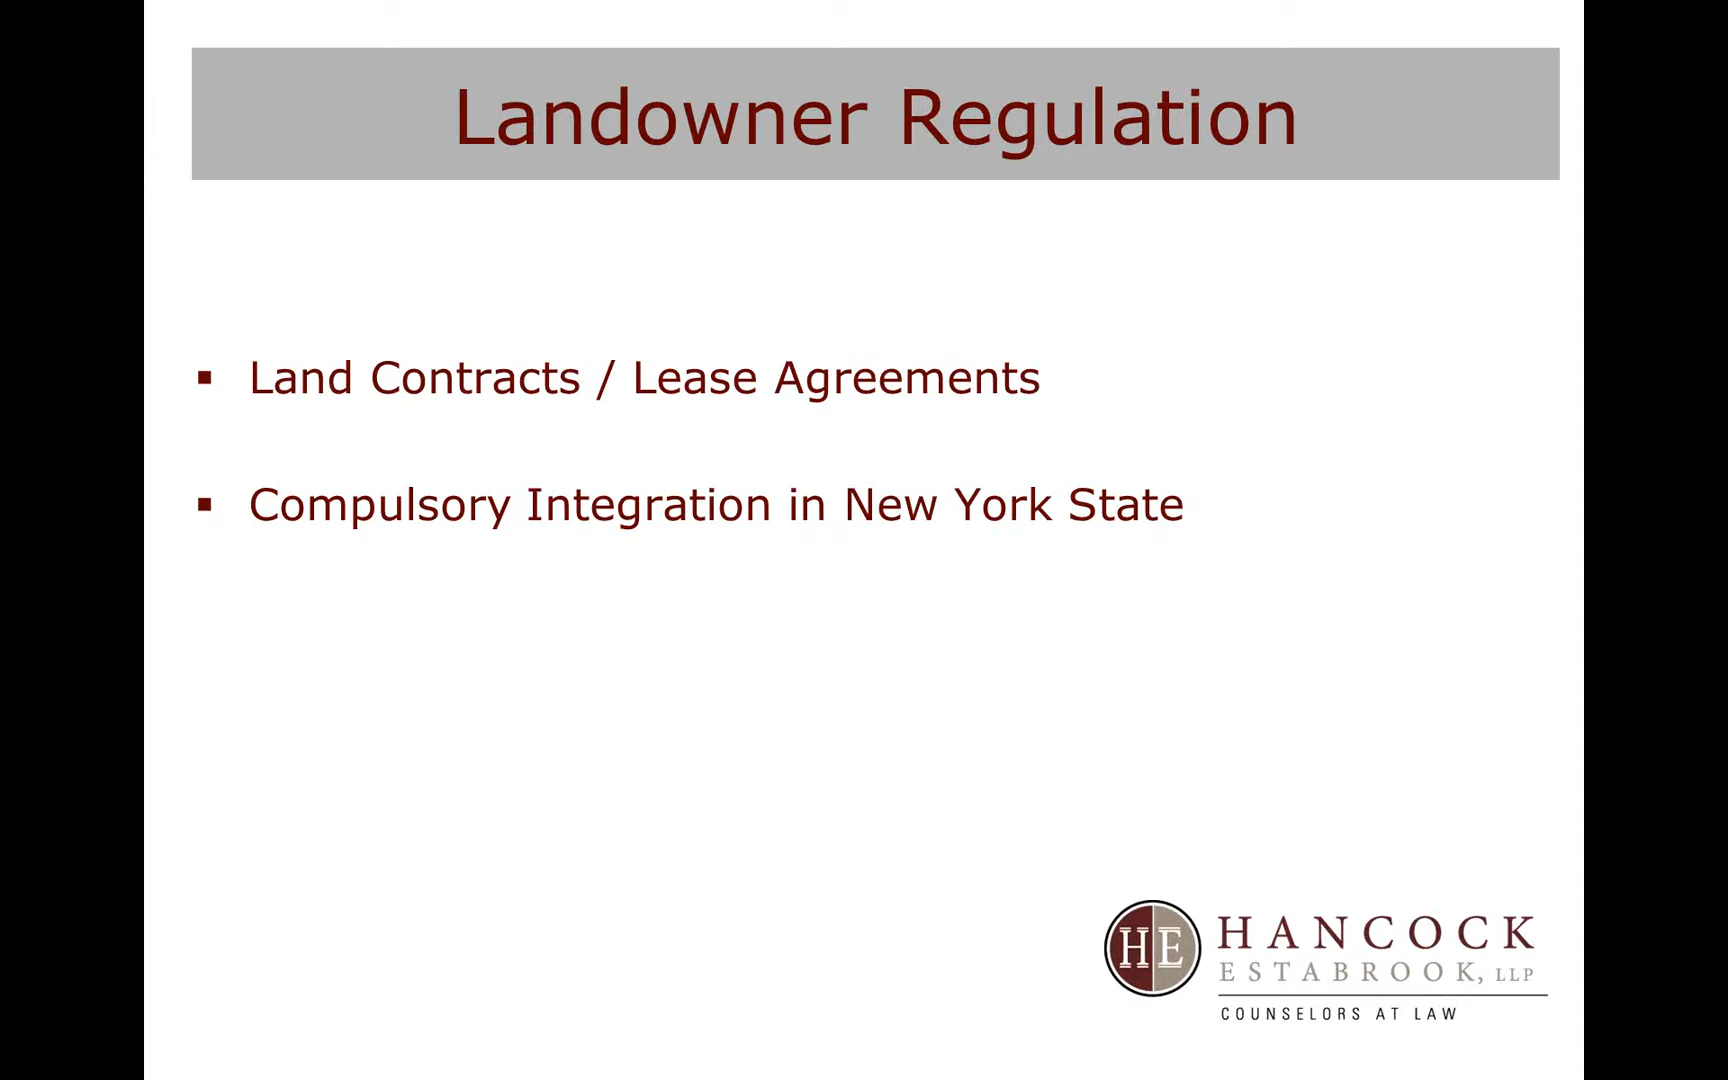 Landowner Regulation
▪ Land Contracts / Lease Agreements
▪ Compulsory Integration in New York State
HE
HANCOCK
ESTABROOK, LLP
COUNSELORS AT LAW